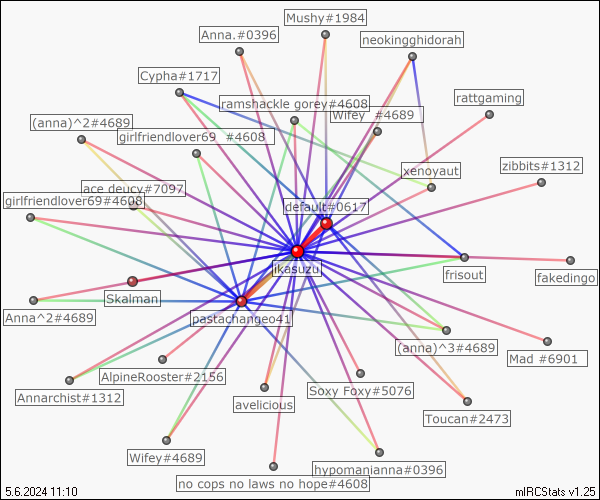 Mushy#1984
Anna.#0396
neokingghidorah
Cypha#1717
ramshackle gorey#4608
rattgaming
Wifey #4689
(anna)^2#4689
girlfriendlover69 #4608
zibbits#1312
xenoyaut
ace deucy#7097
girlfriendlover69#4608
default#0617
jikasuzu
frisout
fakedingo
Skalman
Anna^2#4689
pastachangeo41
(anna)^3#4689
Mad #6901
AlpineRooster#2156
Soxy Foxy#5076
Annarchist#1312
avelicious
Toucan#2473
Wifey#4689
hypomanianna#0396
no cops no laws no hope#4608
5.6.2024 11:10
mIRCStats v1.25